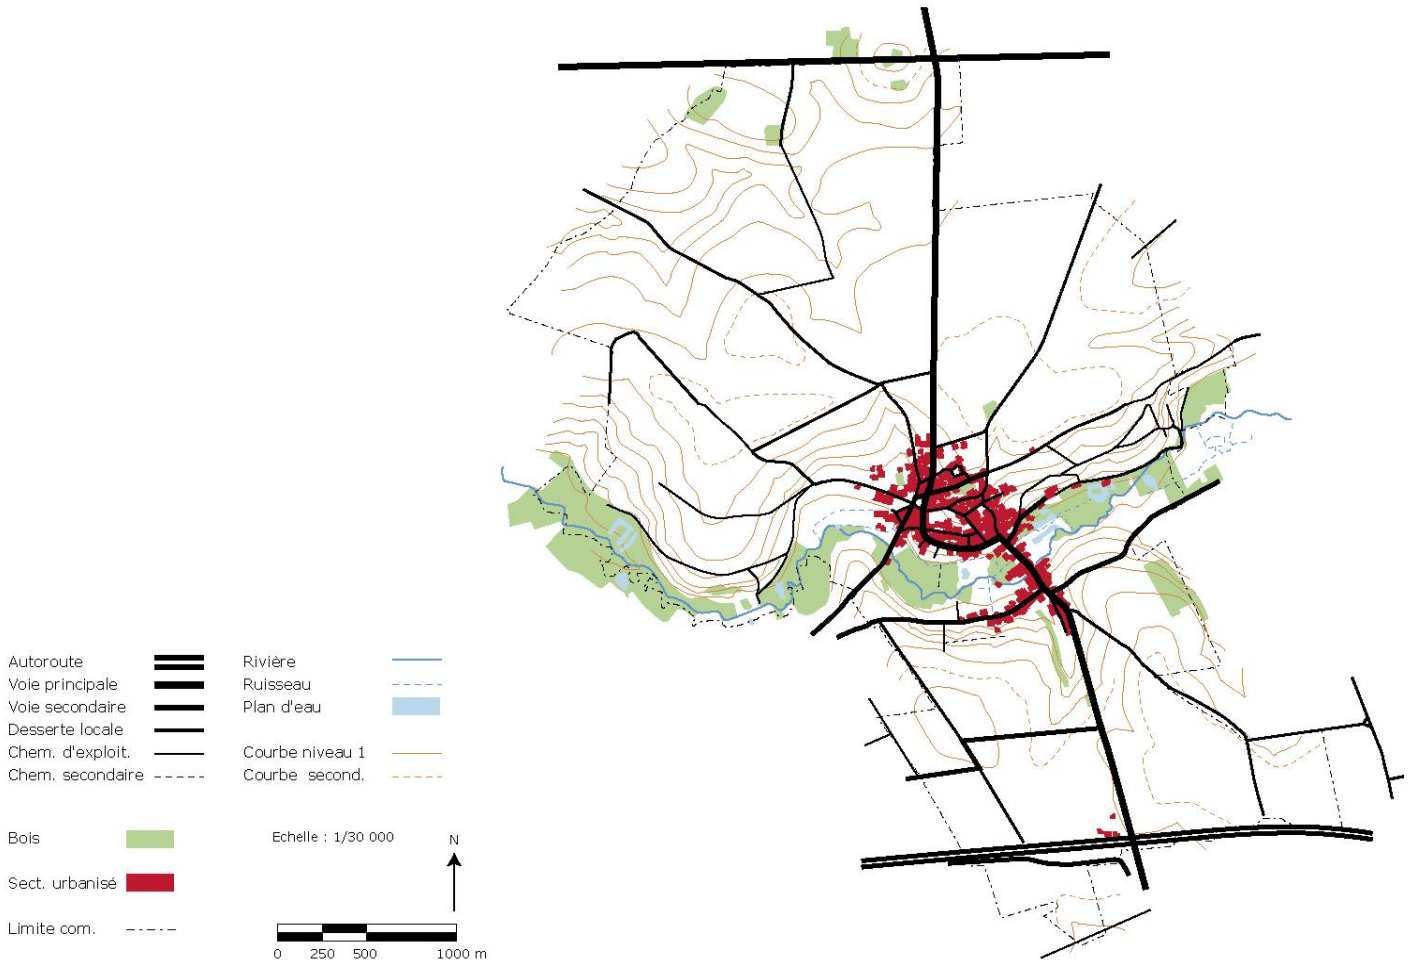 Autoroute
Voie principale
Voie secondaire
Desserte locale
Chem. d'exploit.
Chem. secondaire
Rivière
Ruisseau
Plan d'eau
Courbe niveau 1
Courbe second.
Bois
Sect. urbanisé
Limite com.
Echelle : 1/30 000
N
0 250 500 1000 m